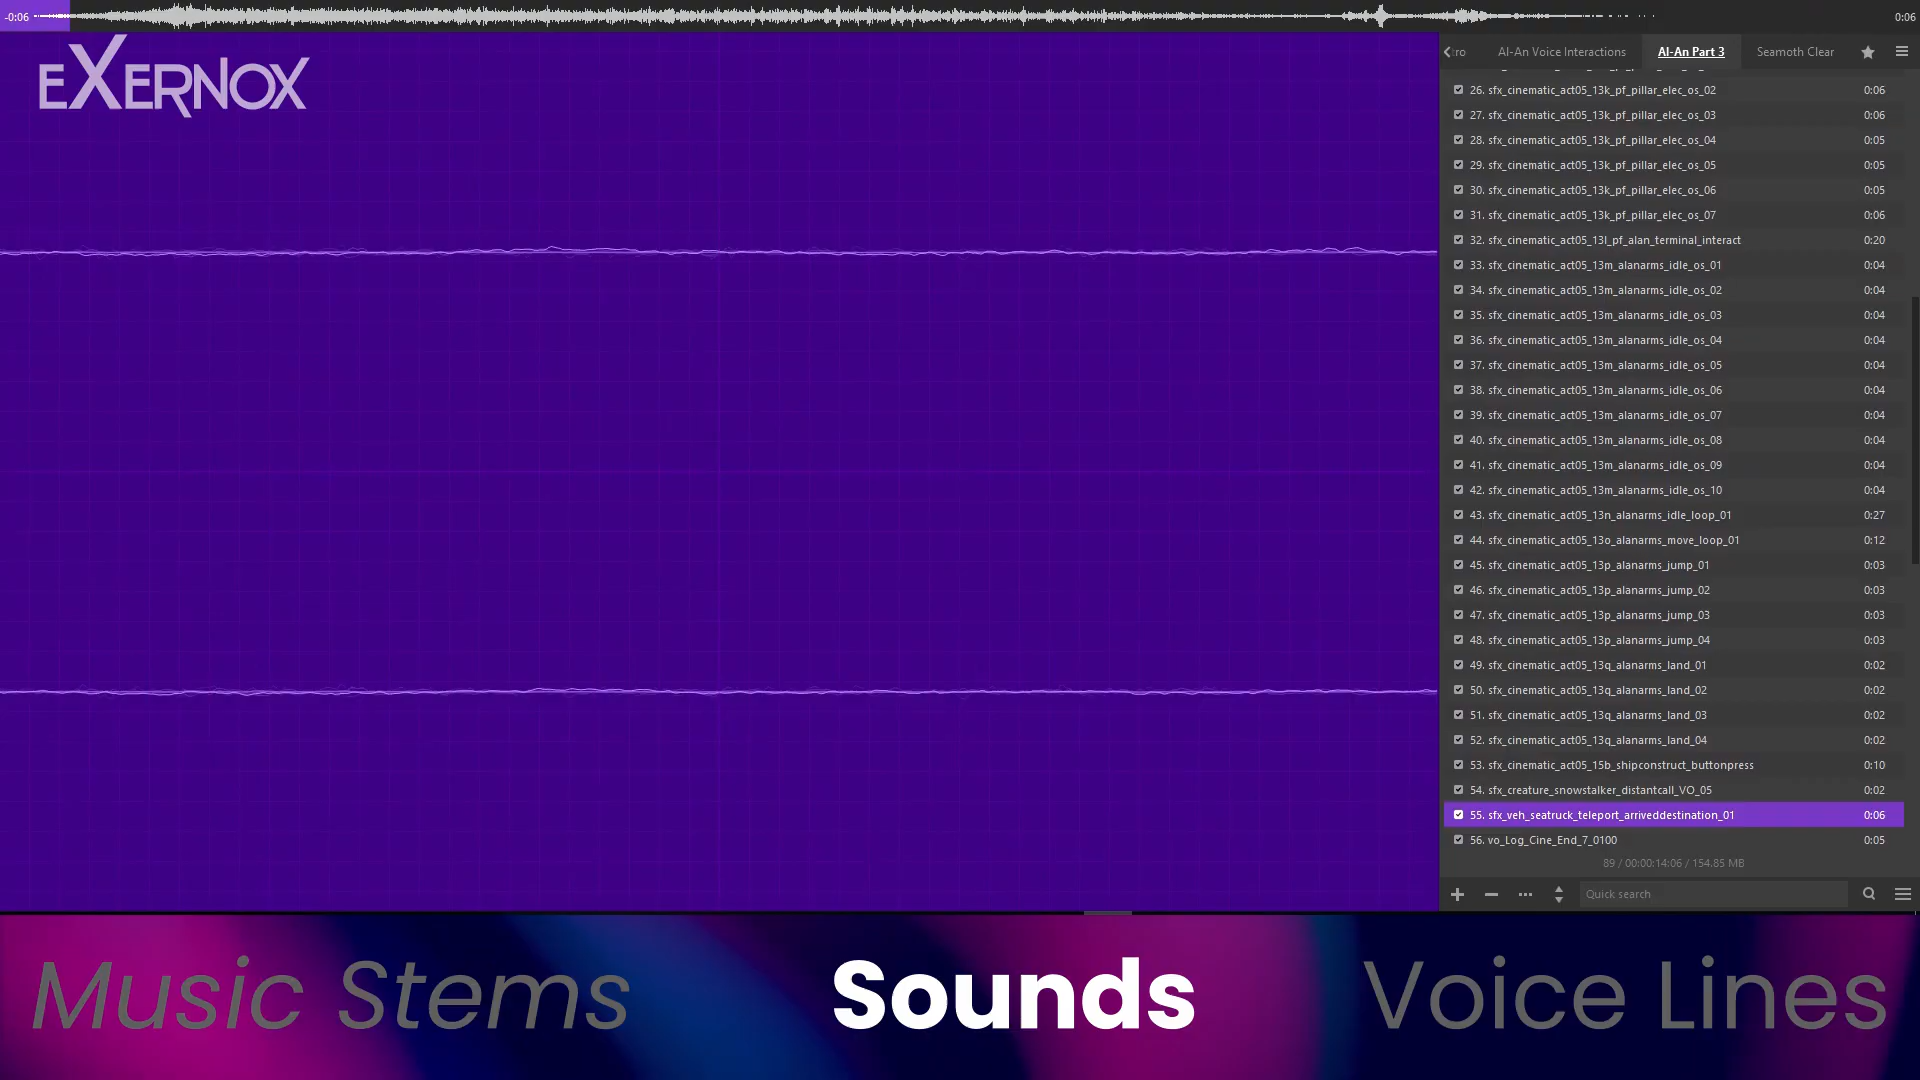 -0:06
0:06
EXERNOX
ro
Al-An Voice Interactions
Al-An Part 3
Seamoth Clear
26. sfx_cinematic_act05_13k_pf_pillar_elec_os_02 0:06
27. sfx_cinematic_act05_13k_pf_pillar_elec_os_03 0:06
28. sfx_cinematic_act05_13k_pf_pillar_elec_os_04 0:05
29. sfx_cinematic_act05_13k_pf_pillar_elec_os_05 0:05
30. sfx_cinematic_act05_13k_pf_pillar_elec_os_06 0:05
31. sfx_cinematic_act05_13k_pf_pillar_elec_os_07 0:06
32. sfx_cinematic_act05_13l_pf_alan_terminal_interact 0:20
33. sfx_cinematic_act05_13m_alanarms_idle_os_01 0:04
34. sfx_cinematic_act05_13m_alanarms_idle_os_02 0:04
35. sfx_cinematic_act05_13m_alanarms_idle_os_03 0:04
36. sfx_cinematic_act05_13m_alanarms_idle_os_04 0:04
37. sfx_cinematic_act05_13m_alanarms_idle_os_05 0:04
38. sfx_cinematic_act05_13m_alanarms_idle_os_06 0:04
39. sfx_cinematic_act05_13m_alanarms_idle_os_07 0:04
40. sfx_cinematic_act05_13m_alanarms_idle_os_08 0:04
41. sfx_cinematic_act05_13m_alanarms_idle_os_09 0:04
42. sfx_cinematic_act05_13m_alanarms_idle_os_10 0:04
43. sfx_cinematic_act05_13n_alanarms_idle_loop_01 0:27
44. sfx_cinematic_act05_13o_alanarms_move_loop_01 0:12
45. sfx_cinematic_act05_13p_alanarms_jump_01 0:03
46. sfx_cinematic_act05_13p_alanarms_jump_02 0:03
47. sfx_cinematic_act05_13p_alanarms_jump_03 0:03
48. sfx_cinematic_act05_13p_alanarms_jump_04 0:03
49. sfx_cinematic_act05_13q_alanarms_land_01 0:02
50. sfx_cinematic_act05_13q_alanarms_land_02 0:02
51. sfx_cinematic_act05_13q_alanarms_land_03 0:02
52. sfx_cinematic_act05_13q_alanarms_land_04 0:02
53. sfx_cinematic_act05_15b_shipconstruct_buttonpress 0:10
54. sfx_creature_snowstalker_distantcall_VO_05 0:02
55. sfx_veh_seatruck_teleport_arriveddestination_01 0:06
56. vo_Log_Cine_End_7_0100 0:05
89 / 00:00:14:06 / 154.85 MB
Quick search
Music Stems
Sounds
Voice Lines